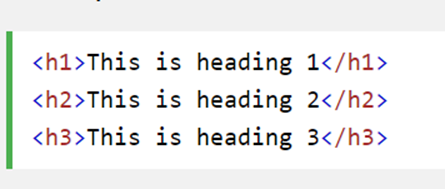 <h1>This is heading 1</h1>
<h2>This is heading 2</h2>
<h3>This is heading 3</h3>